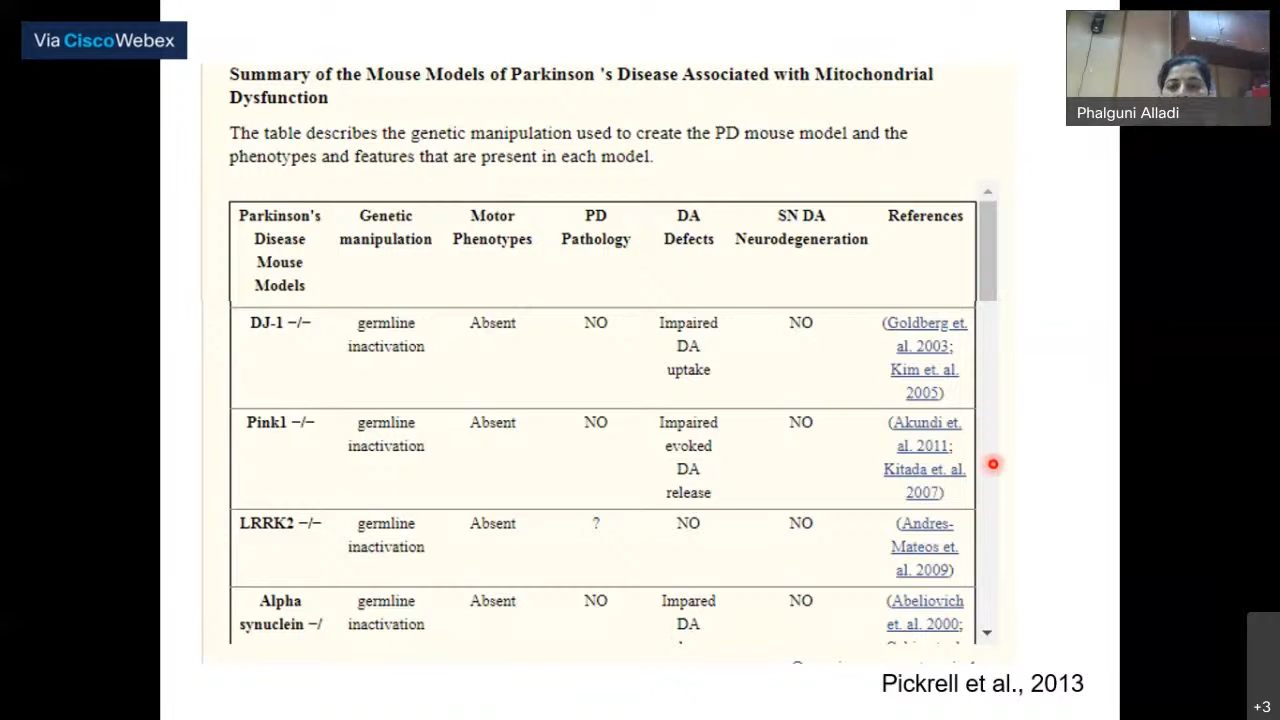 Via Cisco Webex
Phalguni Alladi
Summary of the Mouse Models of Parkinson 's Disease Associated with Mitochondrial
Dysfunction
The table describes the genetic manipulation used to create the PD mouse model and the
phenotypes and features that are present in each model.
Parkinson's Genetic Motor PD DA SN DA References
Disease manipulation Phenotypes Pathology Defects Neurodegeneration
Mouse
Models
DJ-1 −/− germline Absent NO Impaired NO (Goldberg et.
inactivation DA al. 2003;
uptake Kim et. al.
2005)
Pink1 −/− germline Absent NO Impaired NO (Akundi et.
inactivation evoked al. 2011;
DA Kitada et. al.
release 2007)
LRRK2 −/− germline Absent ? NO NO (Andres-
inactivation Mateos et.
al. 2009)
Alpha germline Absent NO Impared NO (Abeliovich
synuclein −/ inactivation DA et. al. 2000;
Pickrell et al., 2013
+3